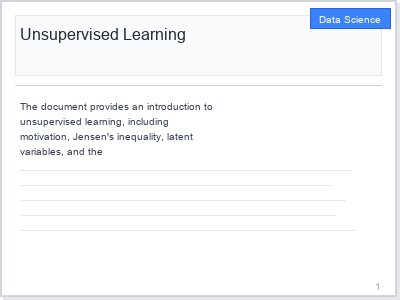 Data Science
Unsupervised Learning
The document provides an introduction to
unsupervised learning, including
motivation, Jensen's inequality, latent
variables, and the
1